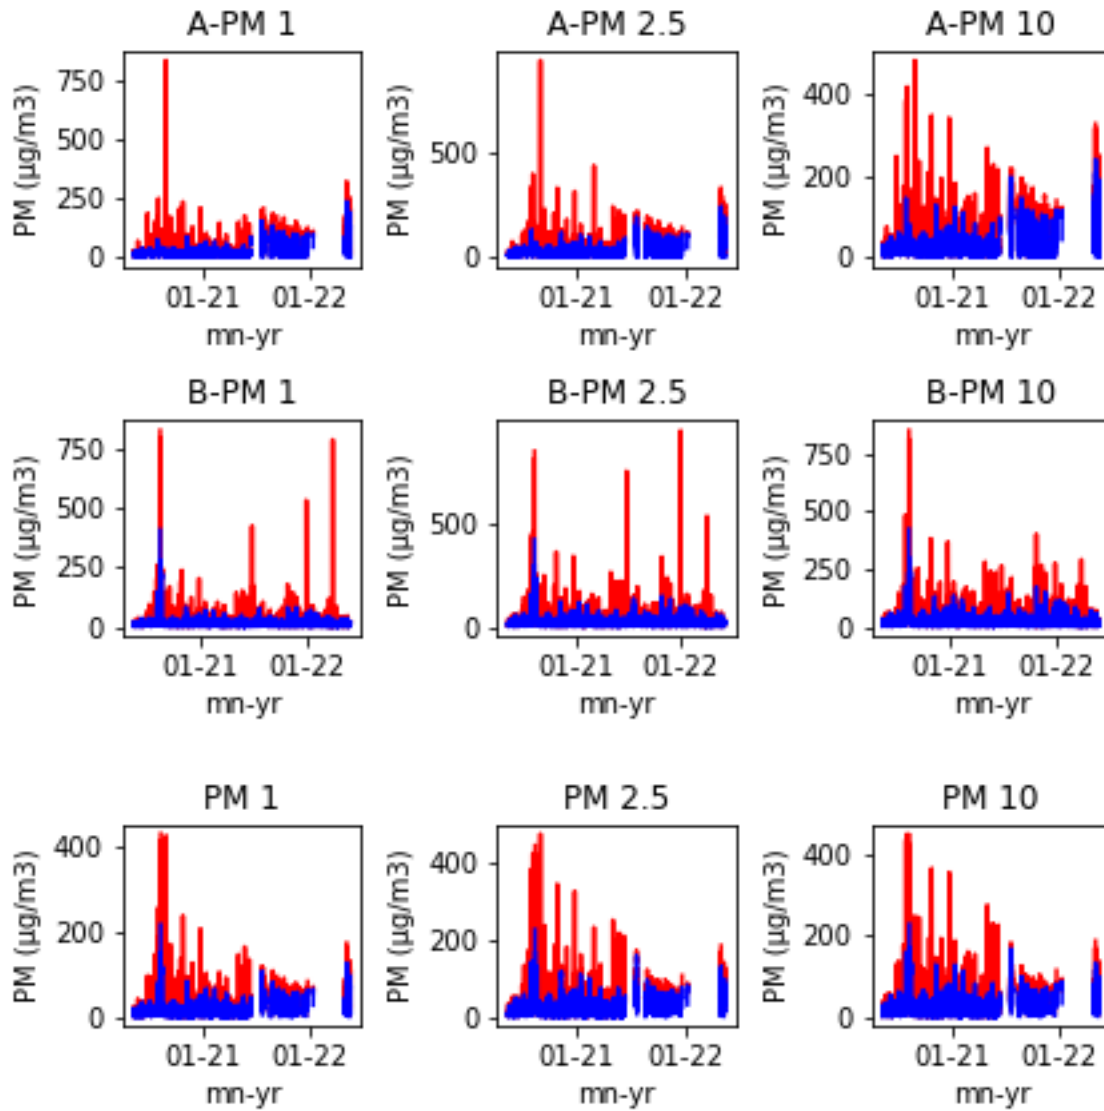 A-PM 1 A-PM 2.5 A-PM 10
PM (µg/m3) PM (µg/m3) PM (µg/m3)
750 500 400
500 0 200
250 0
0
01-21 01-22 01-21 01-22 01-21 01-22
mn-yr mn-yr mn-yr
B-PM 1 B-PM 2.5 B-PM 10
PM (µg/m3) PM (µg/m3) PM (µg/m3)
750 500 750
500 0 500
250 250
0 0
01-21 01-22 01-21 01-22 01-21 01-22
mn-yr mn-yr mn-yr
PM 1 PM 2.5 PM 10
PM (µg/m3) PM (µg/m3) PM (µg/m3)
400 400 400
200 200 200
0 0 0
01-21 01-22 01-21 01-22 01-21 01-22
mn-yr mn-yr mn-yr